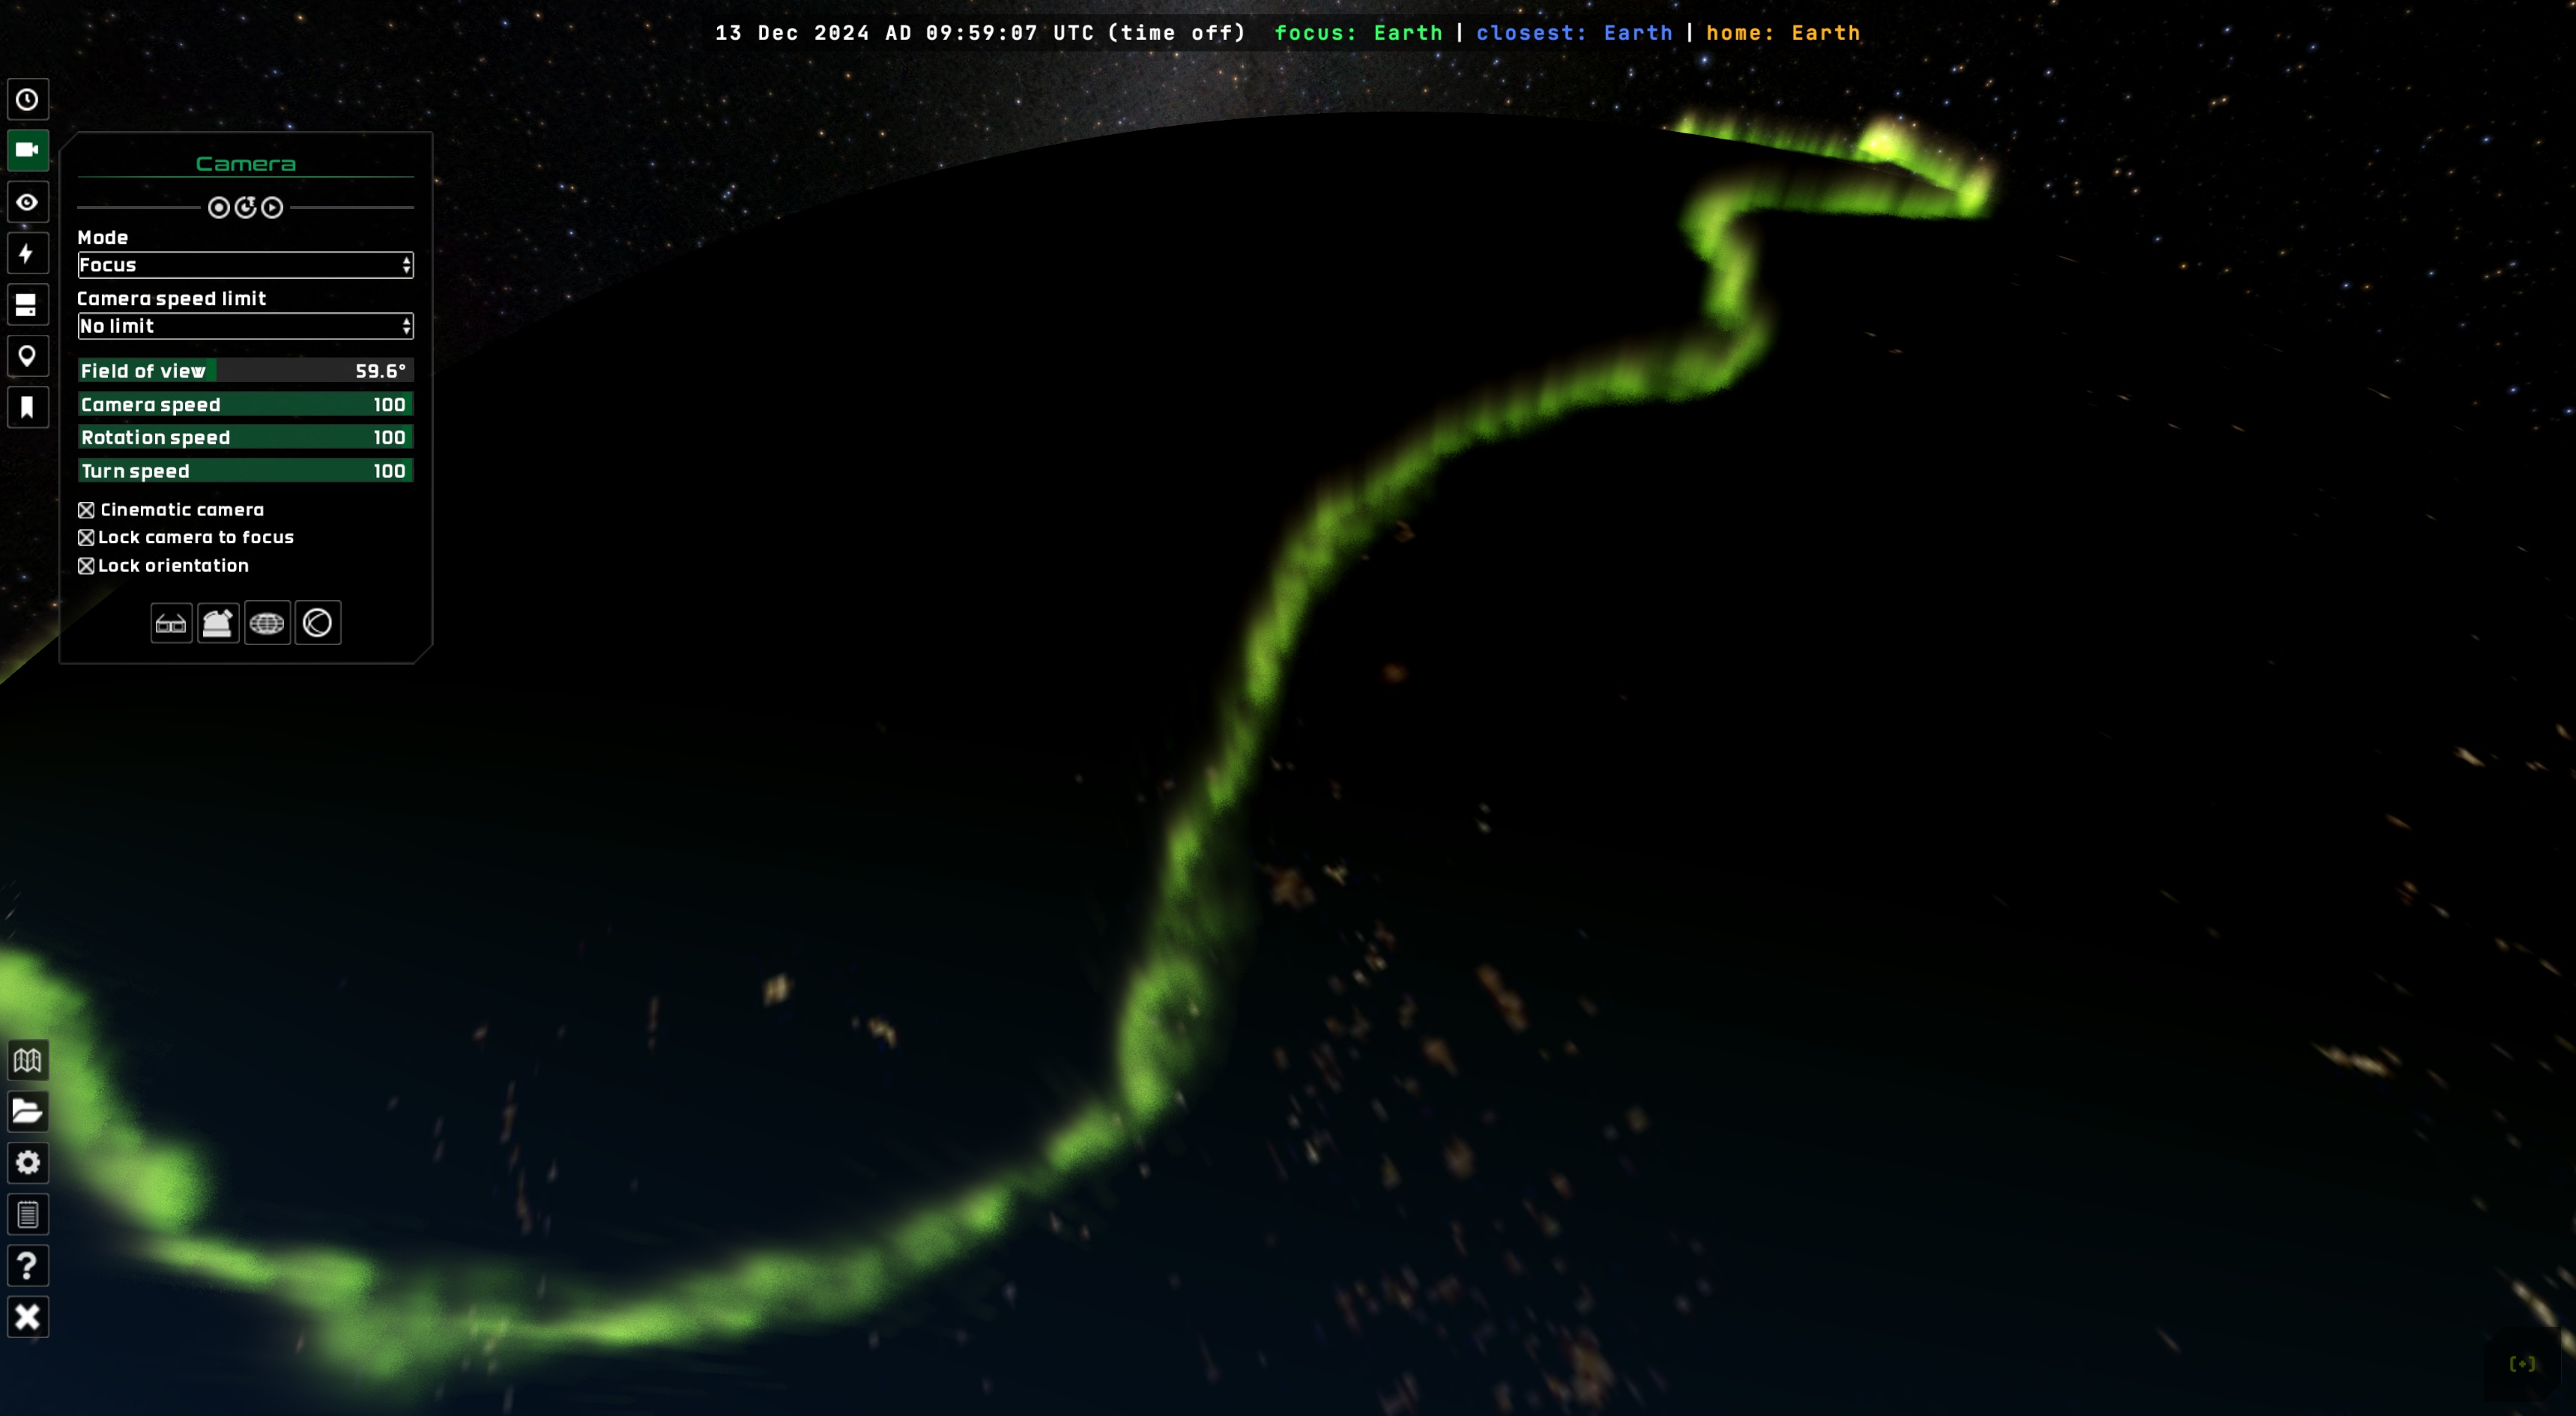 13 Dec 2024 AD 09:59:07 UTC (time off) focus: Earth | closest: Earth | home: Earth
Camera
Mode
Focus
Camera speed limit
No limit
Field of view 59.6°
Camera speed 100
Rotation speed 100
Turn speed 100
Cinematic camera
Lock camera to focus
Lock orientation
[+]